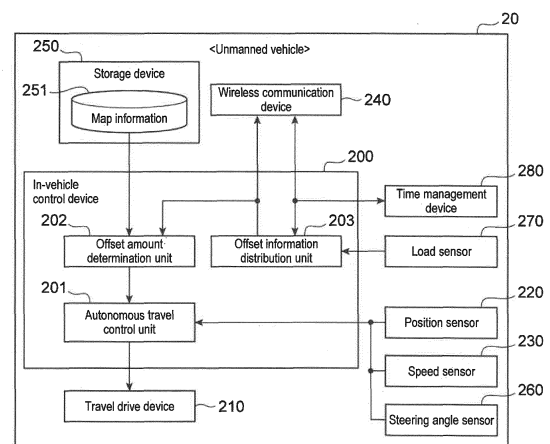 20
<Unmanned vehicle>
250
Storage device
251
Map information
Wireless communication
device
240
200
In-vehicle
control device
280
Time management
device
202
203
270
Offset amount
determination unit
Offset information
distribution unit
Load sensor
201
220
Autonomous travel
control unit
Position sensor
230
Speed sensor
Travel drive device
210
260
Steering angle sensor